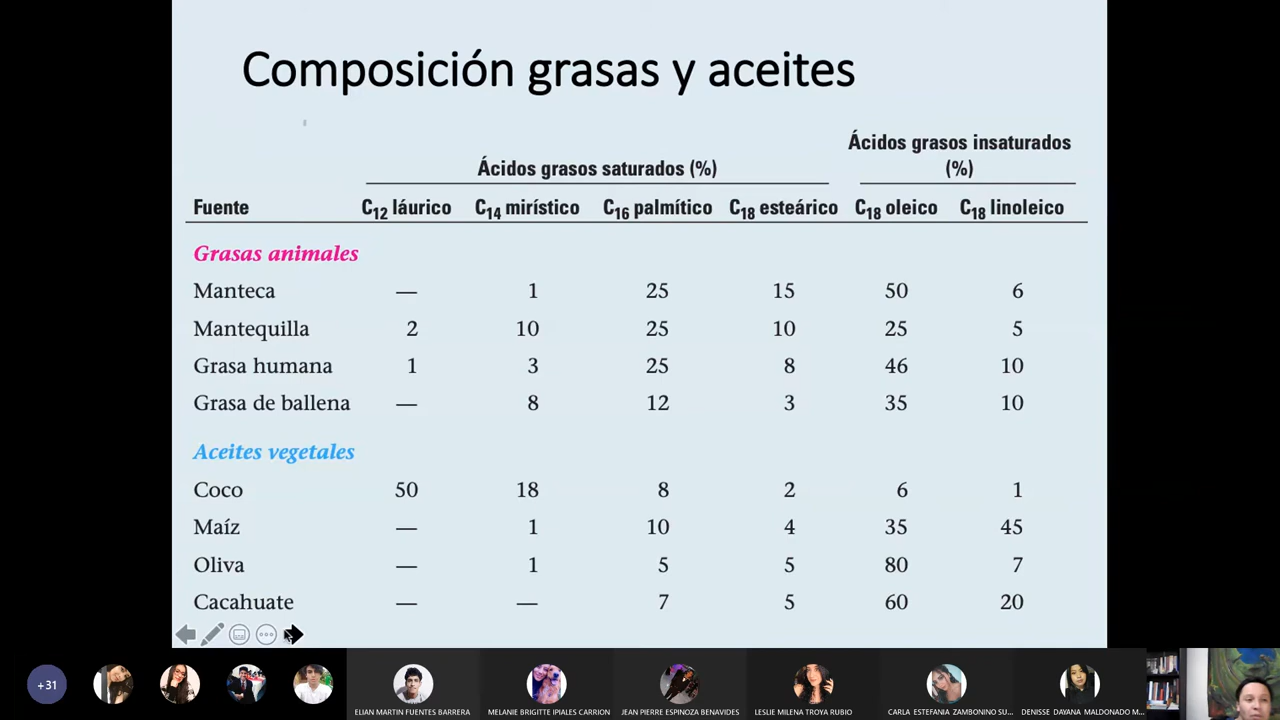 Composición grasas y aceites
Ácidos grasos saturados (%)
Ácidos grasos insaturados
(%)
Fuente C12 láurico C14 mirístico C16 palmítico C18 esteárico C18 oleico C18 linoleico
Grasas animales
Manteca — 1 25 15 50 6
Mantequilla 2 10 25 10 25 5
Grasa humana 1 3 25 8 46 10
Grasa de ballena — 8 12 3 35 10
Aceites vegetales
Coco 50 18 8 2 6 1
Maíz — 1 10 4 35 45
Oliva — 1 5 5 80 7
Cacahuate — — 7 5 60 20
+31
ELIAN MARTIN FUENTES BARRERA
MELANIE BRIGITTE IPIALES CARRION
JEAN PIERRE ESPINOZA BENAVIDES
LESLIE MILENA TROYA RUBIO
CARLA ESTEFANIA ZAMBONINO SU...
DENISSE DAYANA MALDONADO M...